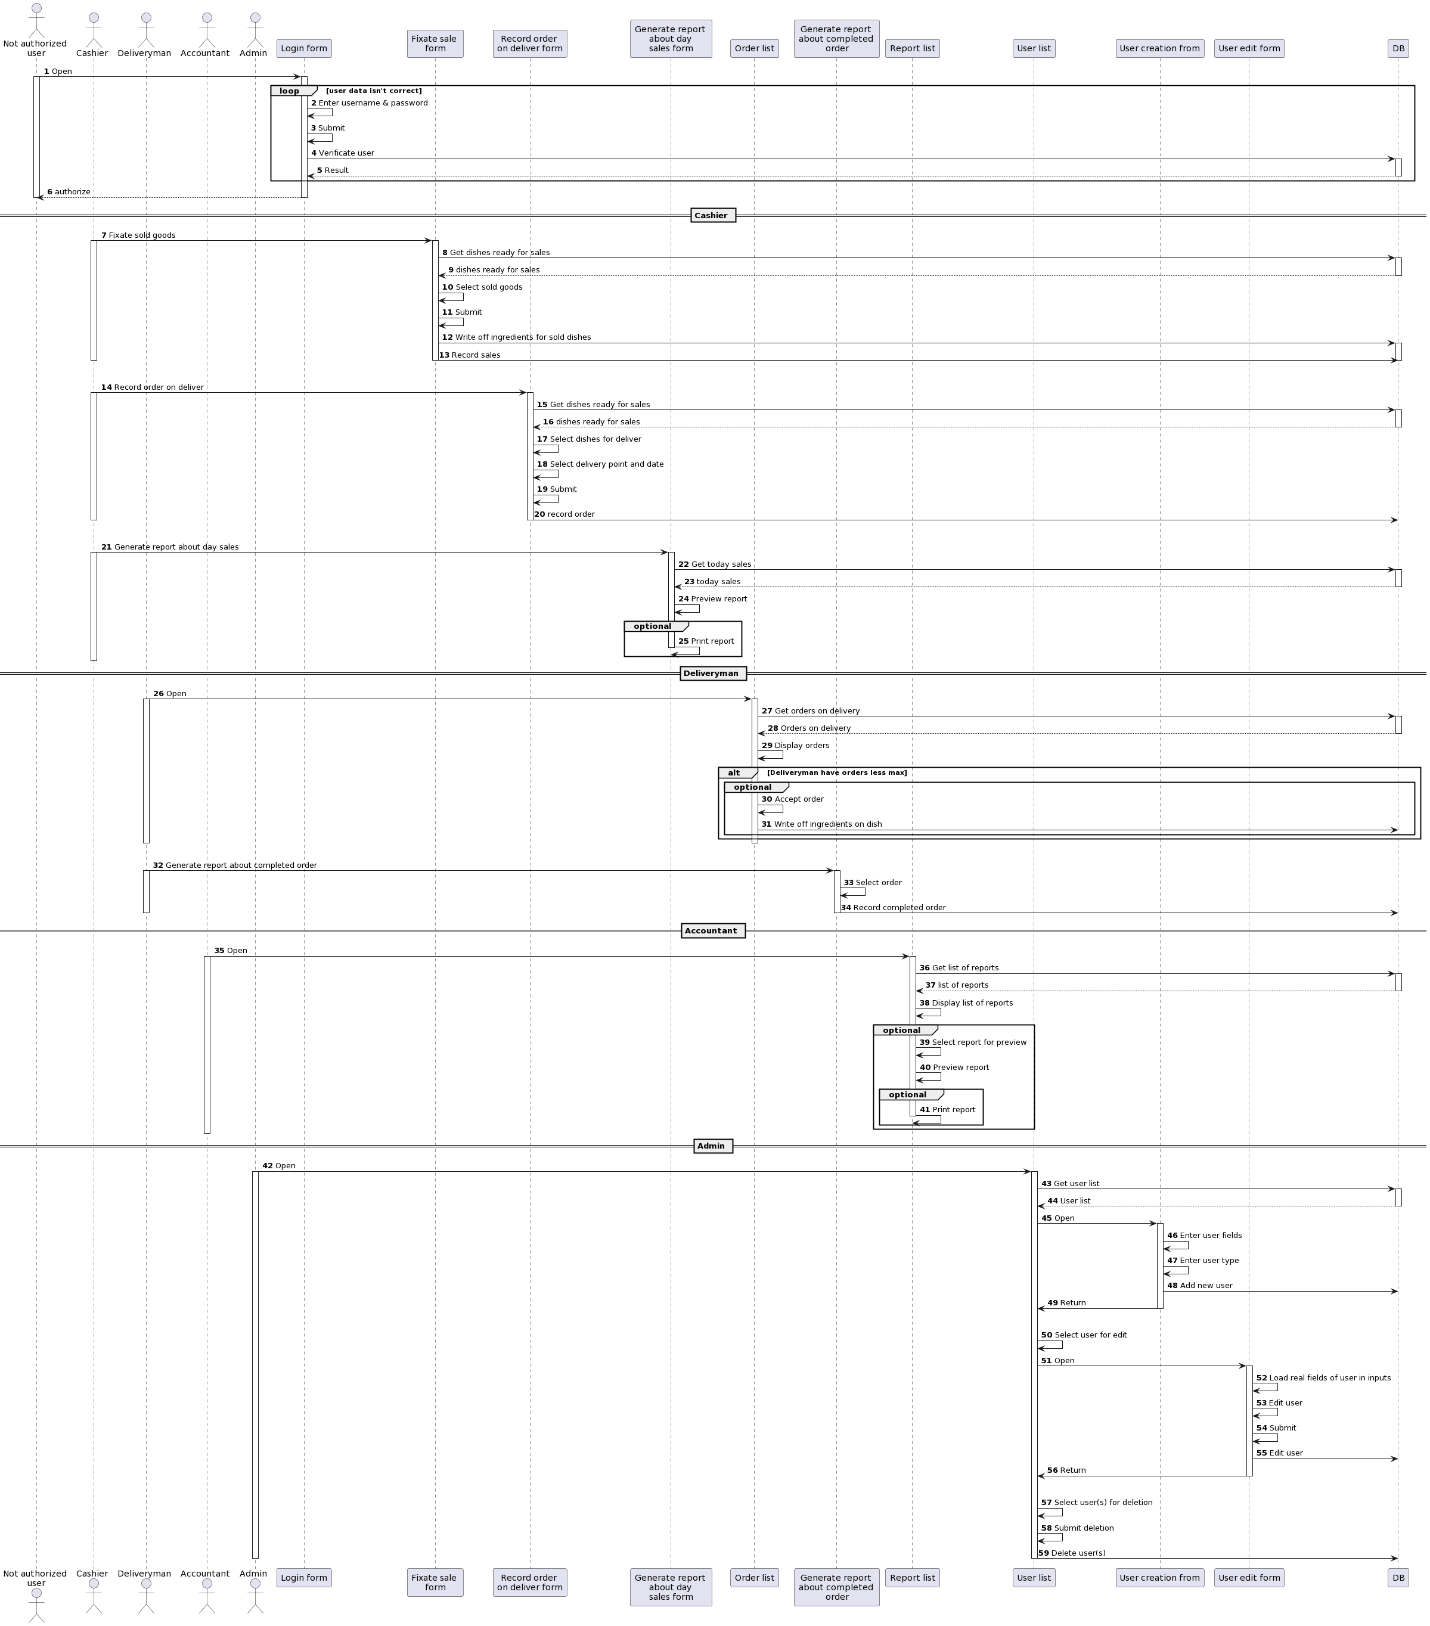 Not authorized
user
Cashier
Deliveryman
Accountant
Admin
Login form
Fixate sale
form
Record order
on deliver form
Generate report
about day
sales form
Order list
Generate report
about completed
order
Report list
User list
User creation from
User edit form
DB
1 Open
loop [user data isn't correct]
2 Enter username & password
3 Submit
4 Verificate user
5 Result
6 authorize
Cashier
7 Fixate sold goods
8 Get dishes ready for sales
9 dishes ready for sales
10 Select sold goods
11 Submit
12 Write off ingredients for sold dishes
13 Record sales
14 Record order on deliver
15 Get dishes ready for sales
16 dishes ready for sales
17 Select dishes for deliver
18 Select delivery point and date
19 Submit
20 record order
21 Generate report about day sales
22 Get today sales
23 today sales
24 Preview report
optional
25 Print report
Deliveryman
26 Open
27 Get orders on delivery
28 Orders on delivery
29 Display orders
alt [Deliveryman have orders less max]
optional
30 Accept order
31 Write off ingredients on dish
32 Generate report about completed order
33 Select order
34 Record completed order
Accountant
35 Open
36 Get list of reports
37 list of reports
38 Display list of reports
optional
39 Select report for preview
40 Preview report
optional
41 Print report
Admin
42 Open
43 Get user list
44 User list
45 Open
46 Enter user fields
47 Enter user type
48 Add new user
49 Return
50 Select user for edit
51 Open
52 Load real fields of user in inputs
53 Edit user
54 Submit
55 Edit user
56 Return
57 Select user(s) for deletion
58 Submit deletion
59 Delete user(s)
Not authorized
user
Cashier
Deliveryman
Accountant
Admin
Login form
Fixate sale
form
Record order
on deliver form
Generate report
about day
sales form
Order list
Generate report
about completed
order
Report list
User list
User creation from
User edit form
DB